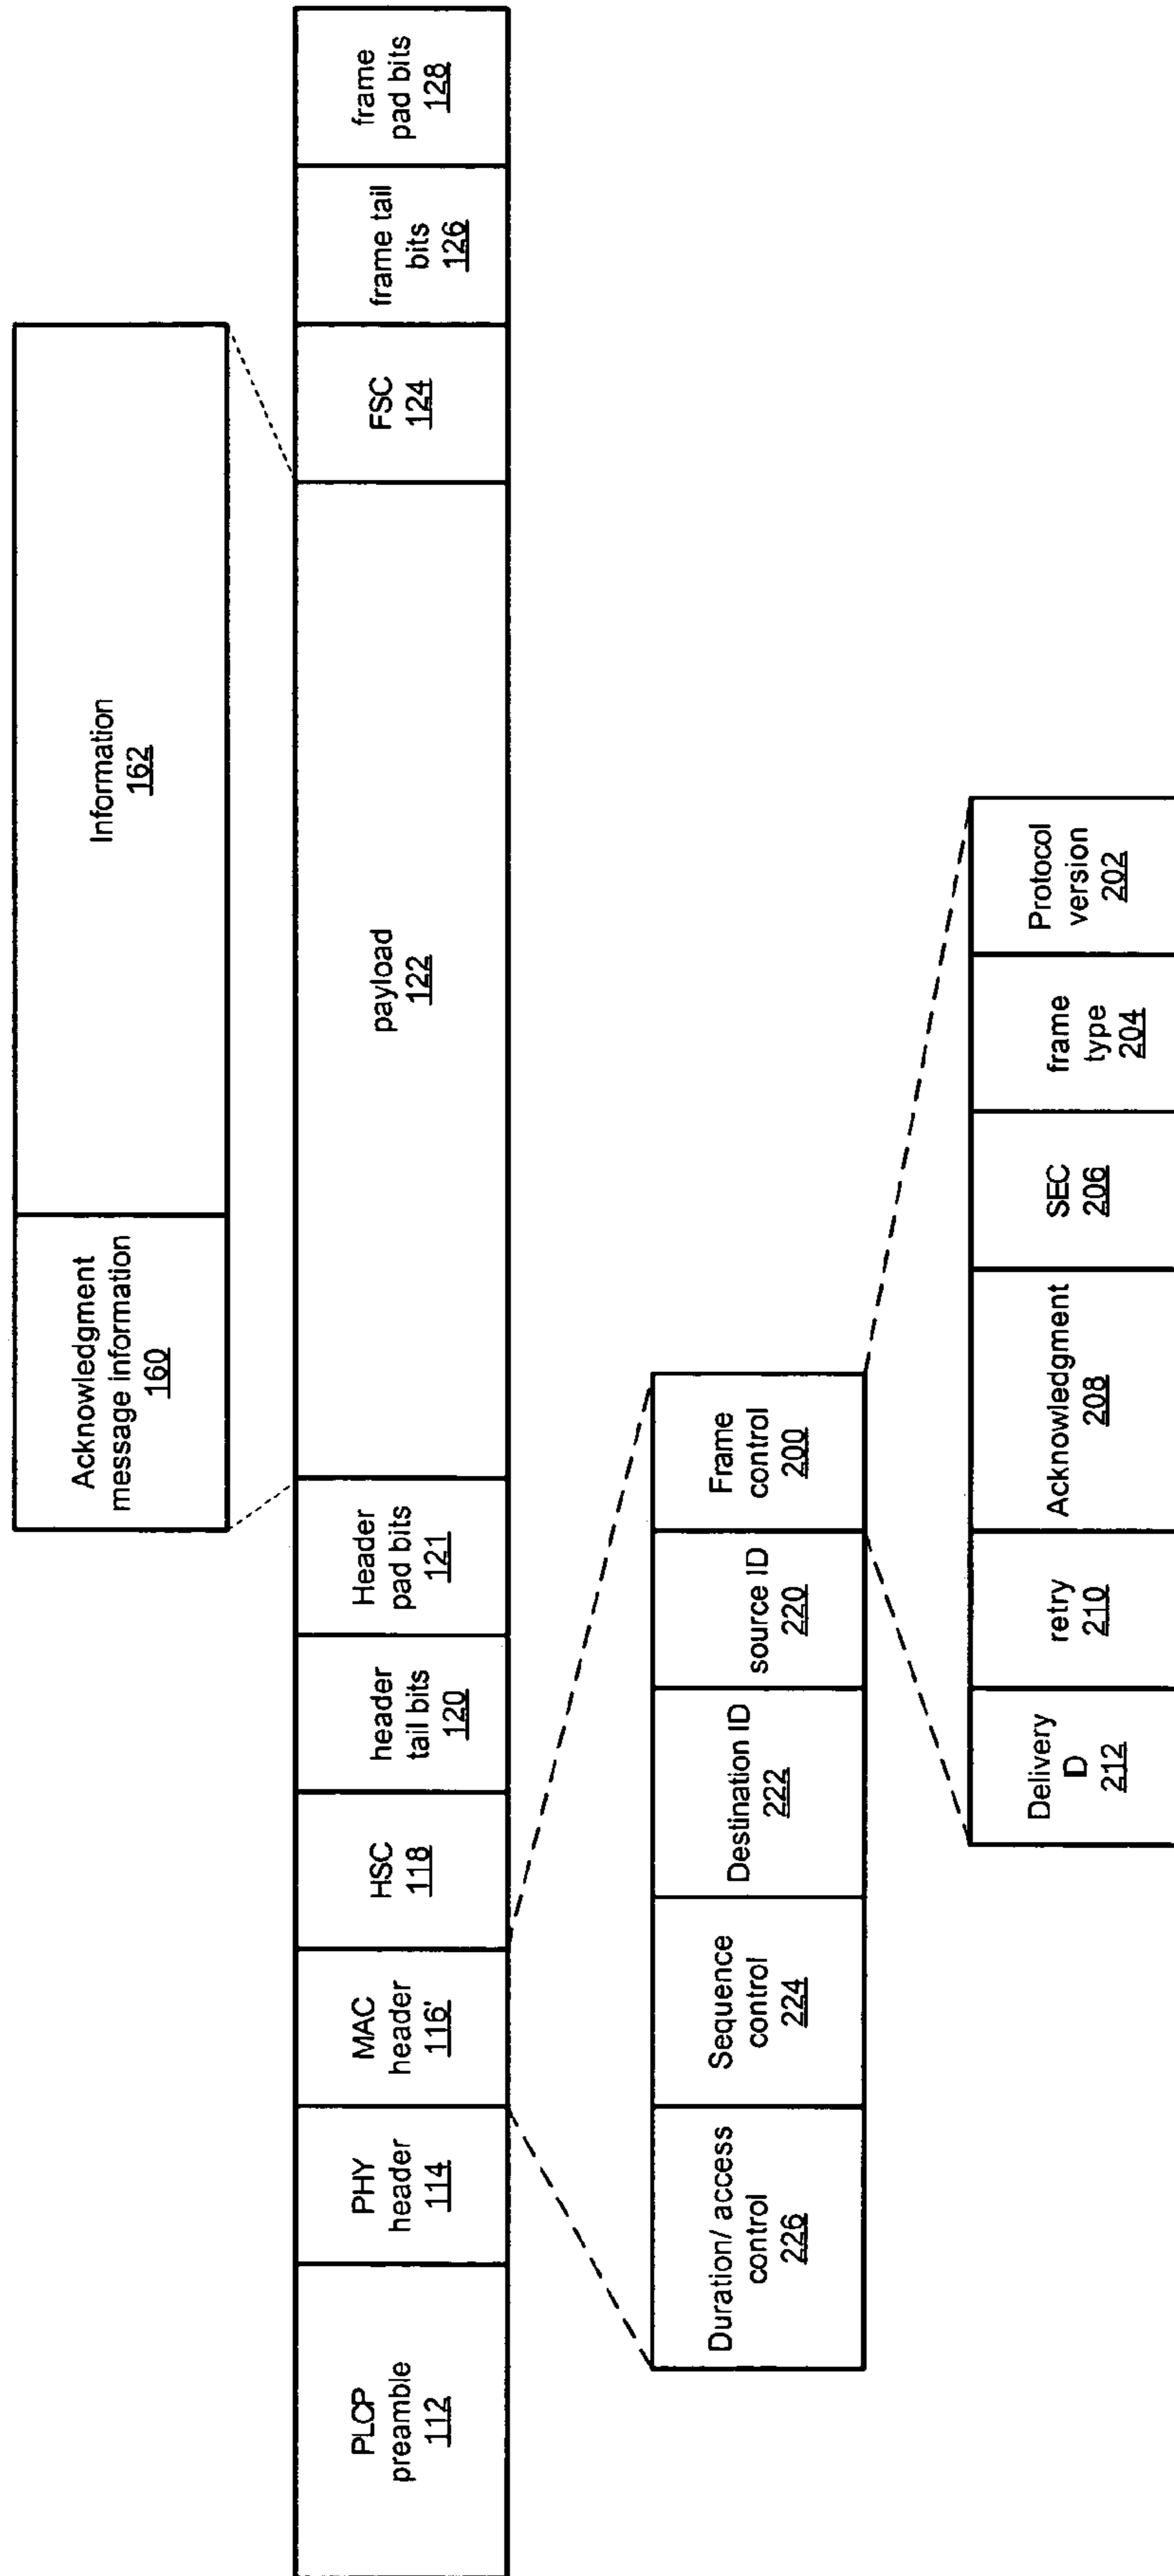 Acknowledgment
message information
160
Information
162
PLCP
preamble
112
PHY
header
114
MAC
header
116'
HSC
118
header
tail bits
120
Header
pad bits
121
payload
122
FSC
124
frame tail
bits
126
frame
pad bits
128
Duration/ access
control
226
Sequence
control
224
Destination ID
222
source ID
220
Frame
control
200
Delivery
ID
212
retry
210
Acknowledgment
208
SEC
206
frame
type
204
Protocol
version
202